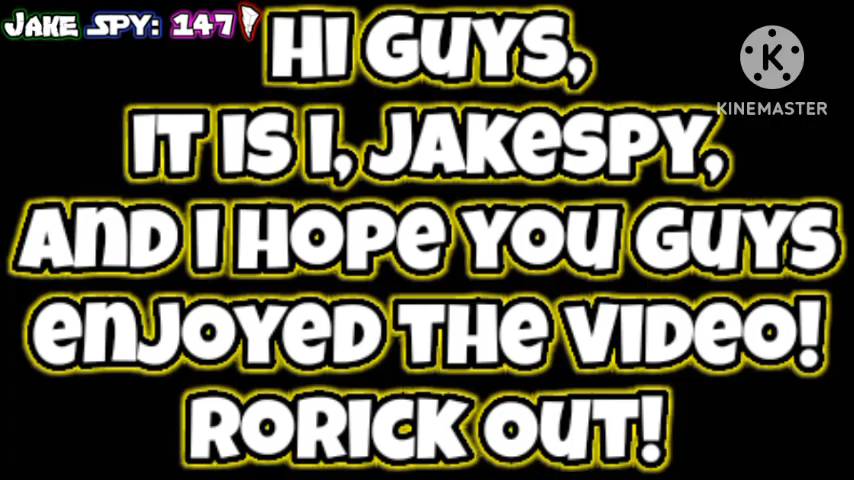 Jake Spy: 147
KINEMASTER
Hi Guys,
It is I, JakeSpy,
And I Hope You Guys
Enjoyed The Video!
Rorick Out!